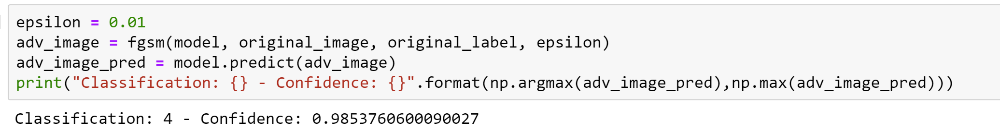 epsilon = 0.01
adv_image = fgsm(model, original_image, original_label, epsilon)
adv_image_pred = model.predict(adv_image)
print("Classification: {} - Confidence: {}".format(np.argmax(adv_image_pred),np.max(adv_image_pred)))
Classification: 4 - Confidence: 0.9853760600090027